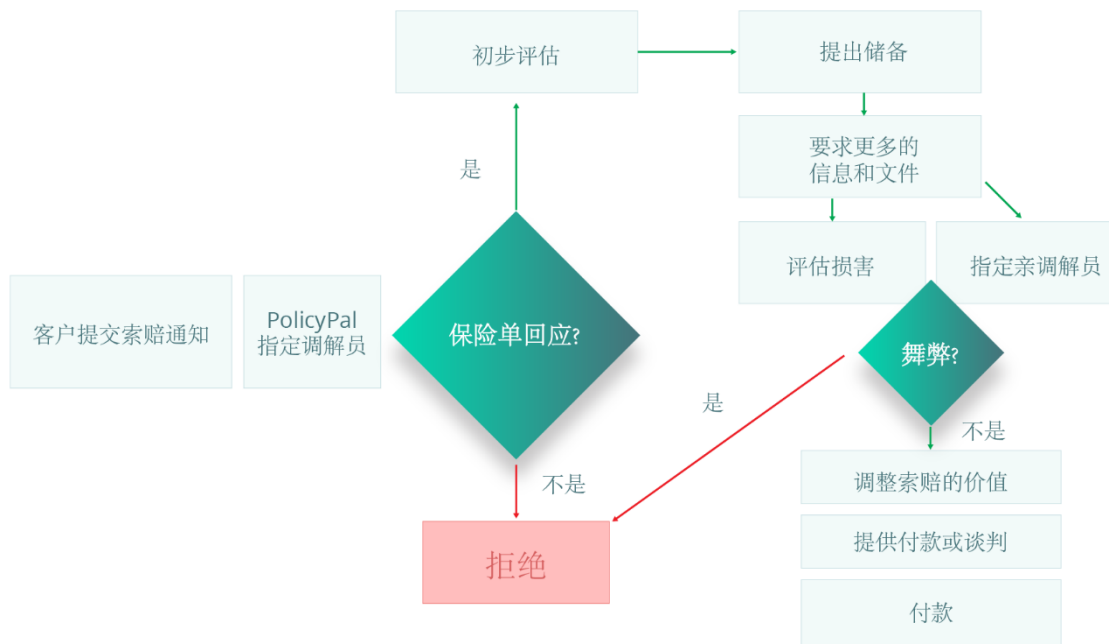 初步评估
提出储备
要求更多的
信息和文件
是
评估损害
指定亲调解员
客户提交索赔通知
PolicyPal
指定调解员
保险单回应?
舞弊?
是
不是
不是
调整索赔的价值
提供付款或谈判
拒绝
付款